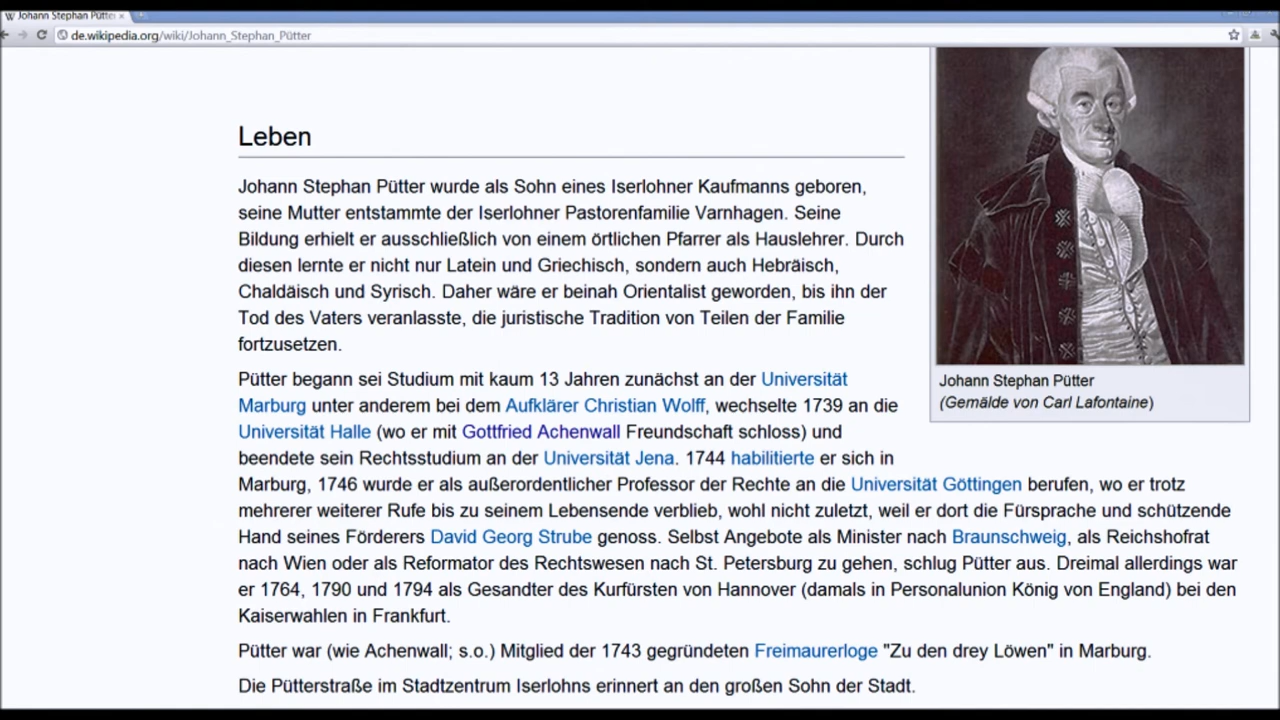 Johann Stephan Pütter
de.wikipedia.org/wiki/Johann_Stephan_Pütter
Leben
Johann Stephan Pütter wurde als Sohn eines Iserlohner Kaufmanns geboren,
seine Mutter entstammte der Iserlohner Pastorenfamilie Varnhagen. Seine
Bildung erhielt er ausschließlich von einem örtlichen Pfarrer als Hauslehrer. Durch
diesen lernte er nicht nur Latein und Griechisch, sondern auch Hebräisch,
Chaldäisch und Syrisch. Daher wäre er beinah Orientalist geworden, bis ihn der
Tod des Vaters veranlasste, die juristische Tradition von Teilen der Familie
fortzusetzen.
Pütter begann sei Studium mit kaum 13 Jahren zunächst an der Universität
Marburg unter anderem bei dem Aufklärer Christian Wolff, wechselte 1739 an die
Universität Halle (wo er mit Gottfried Achenwall Freundschaft schloss) und
beendete sein Rechtsstudium an der Universität Jena. 1744 habilitierte er sich in
Marburg, 1746 wurde er als außerordentlicher Professor der Rechte an die Universität Göttingen berufen, wo er trotz
mehrerer weiterer Rufe bis zu seinem Lebensende verblieb, wohl nicht zuletzt, weil er dort die Fürsprache und schützende
Hand seines Förderers David Georg Strube genoss. Selbst Angebote als Minister nach Braunschweig, als Reichshofrat
nach Wien oder als Reformator des Rechtswesen nach St. Petersburg zu gehen, schlug Pütter aus. Dreimal allerdings war
er 1764, 1790 und 1794 als Gesandter des Kurfürsten von Hannover (damals in Personalunion König von England) bei den
Kaiserwahlen in Frankfurt.
Pütter war (wie Achenwall; s.o.) Mitglied der 1743 gegründeten Freimaurerloge "Zu den drey Löwen" in Marburg.
Die Pütterstraße im Stadtzentrum Iserlohns erinnert an den großen Sohn der Stadt.
Johann Stephan Pütter
(Gemälde von Carl Lafontaine)